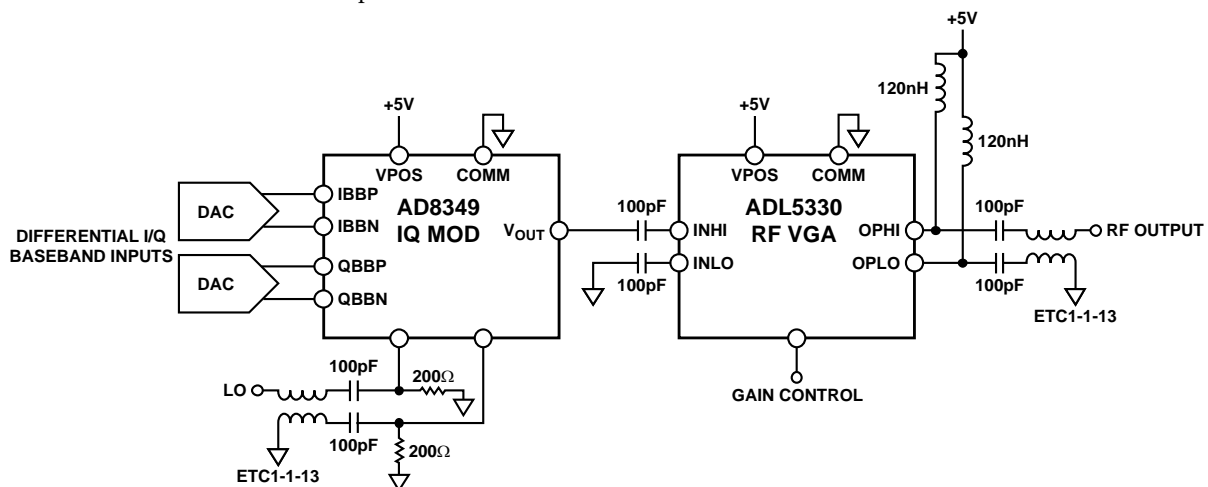 +5V
120nH
120nH
+5V
+5V
VPOS
COMM
VPOS
COMM
DAC
IBBP
IBBN
AD8349
IQ MOD
VOUT
100pF
INHI
INLO
100pF
ADL5330
RF VGA
OPHI
OPLO
100pF
RF OUTPUT
100pF
ETC1-1-13
DIFFERENTIAL I/Q
BASEBAND INPUTS
DAC
QBBP
QBBN
LO
100pF
200Ω
100pF
200Ω
ETC1-1-13
GAIN CONTROL